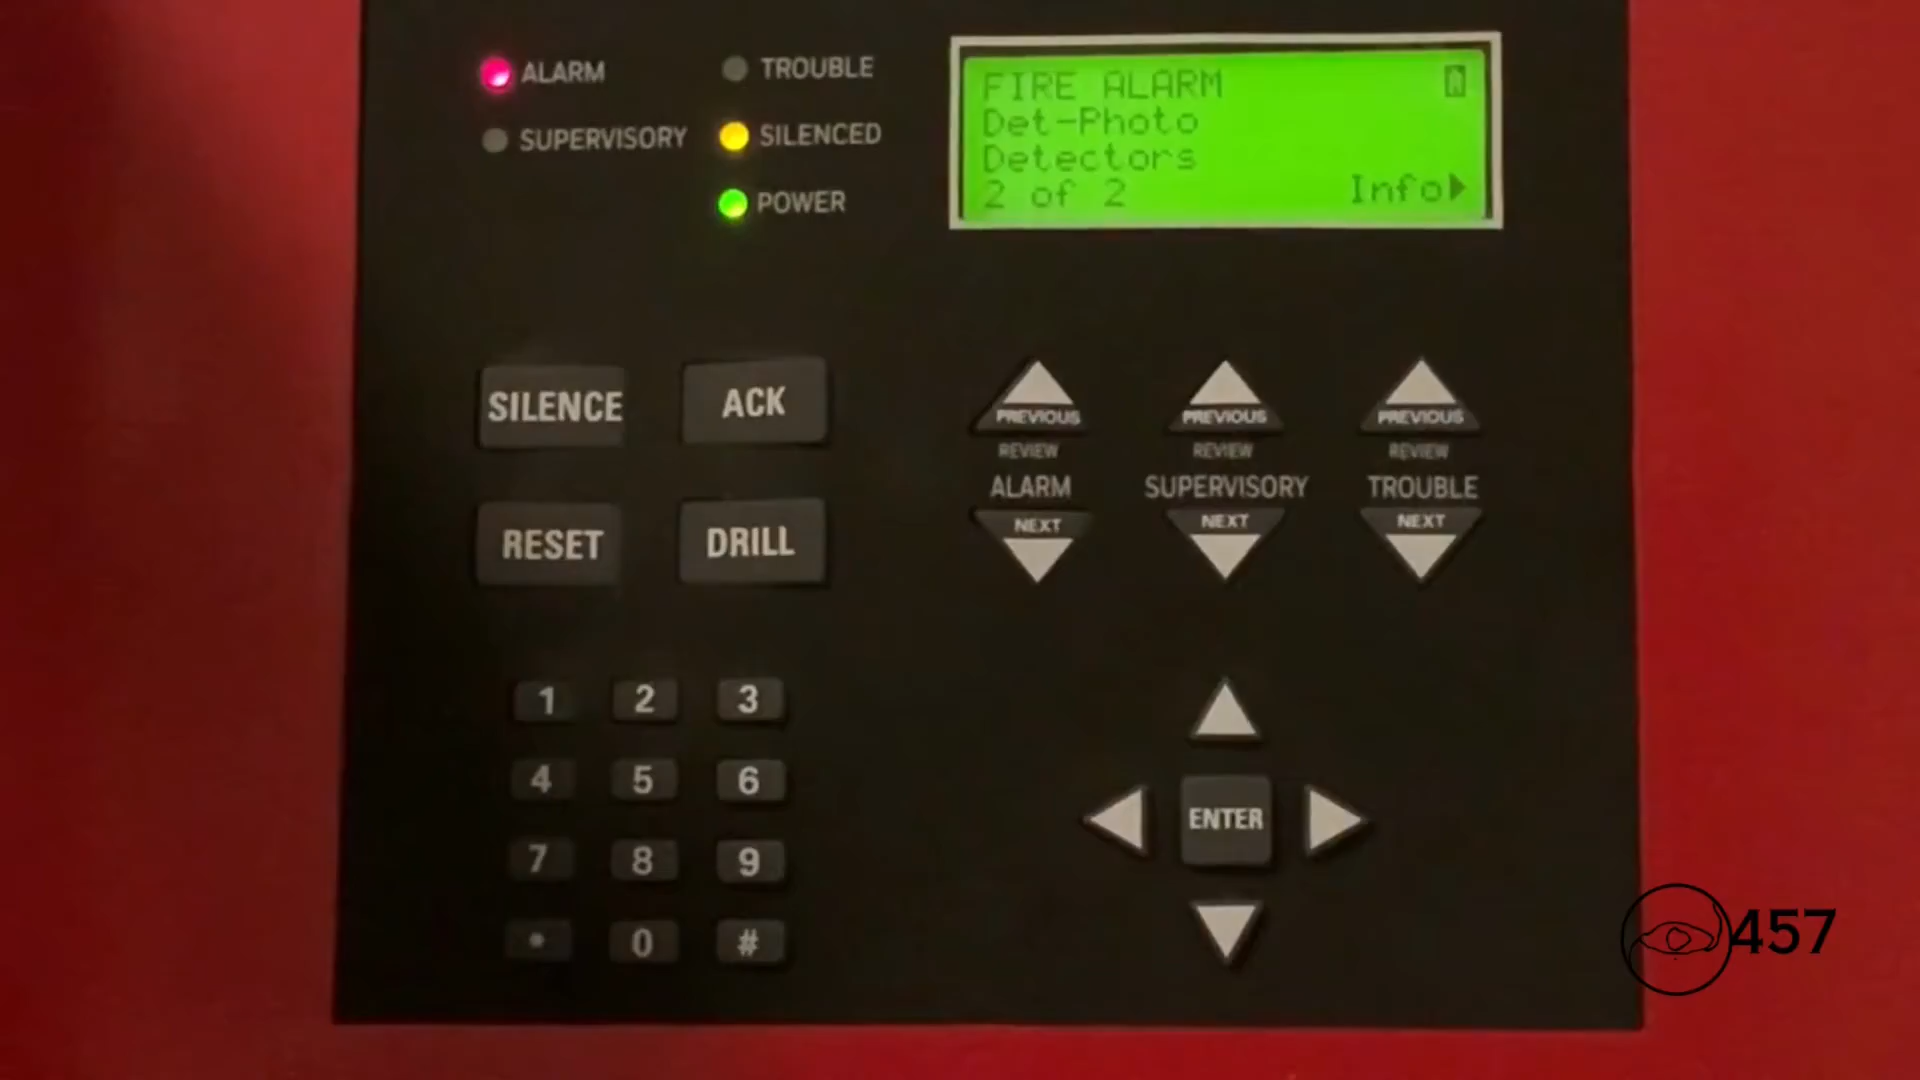 ALARM
TROUBLE
SUPERVISORY
SILENCED
POWER
FIRE ALARM
Det-Photo
Detectors
2 of 2 Info
SILENCE
ACK
RESET
DRILL
PREVIOUS
REVIEW
ALARM
NEXT
PREVIOUS
REVIEW
SUPERVISORY
NEXT
PREVIOUS
REVIEW
TROUBLE
NEXT
1 2 3
4 5 6
7 8 9
* 0 #
ENTER
457